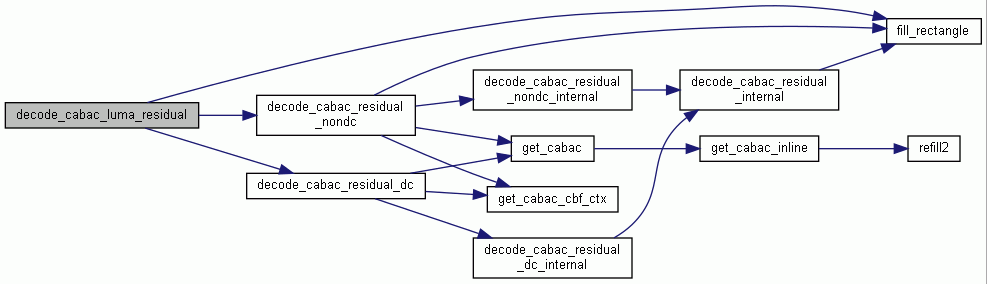 fill_rectangle
decode_cabac_residual
_nondc_internal
decode_cabac_residual
_internal
decode_cabac_luma_residual
decode_cabac_residual
_nondc
get_cabac
get_cabac_inline
refill2
decode_cabac_residual_dc
get_cabac_cbf_ctx
decode_cabac_residual
_dc_internal